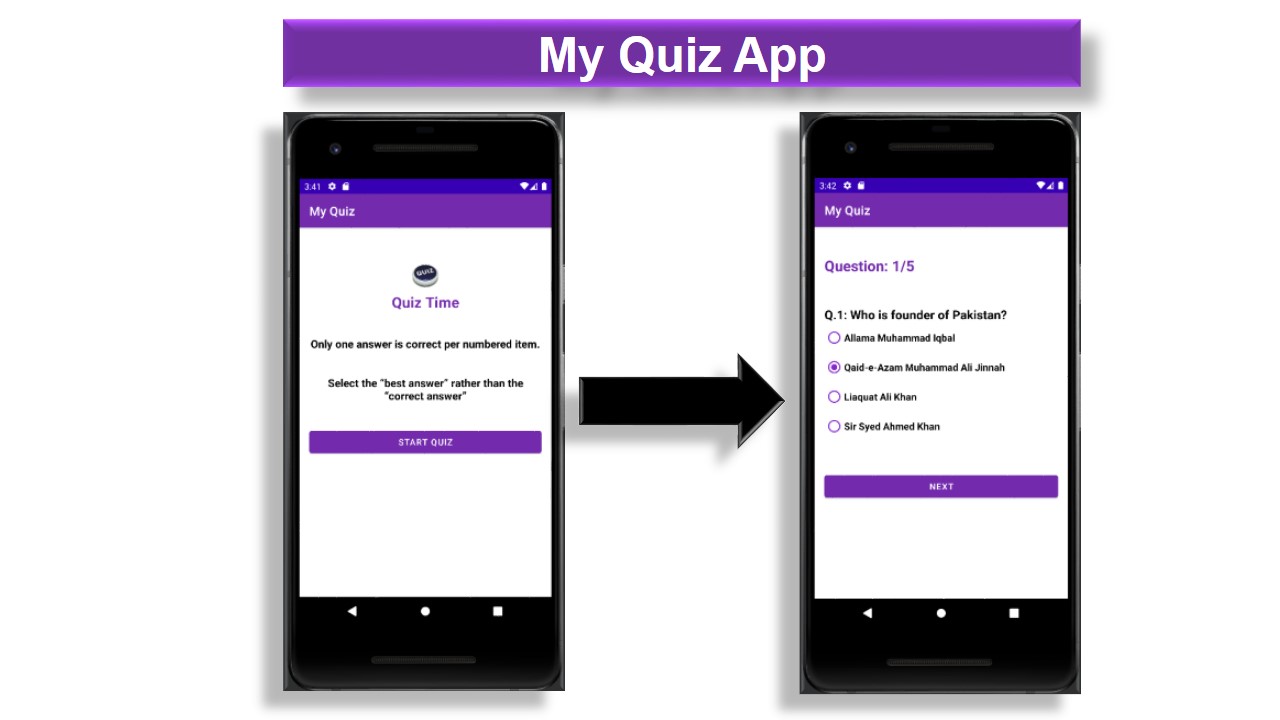 My Quiz App
3:41
My Quiz
QUIZ
Quiz Time
Only one answer is correct per numbered item.
Select the “best answer” rather than the
“correct answer”
START QUIZ
3:42
My Quiz
Question: 1/5
Q.1: Who is founder of Pakistan?
Allama Muhammad Iqbal
Qaid-e-Azam Muhammad Ali Jinnah
Liaquat Ali Khan
Sir Syed Ahmed Khan
NEXT